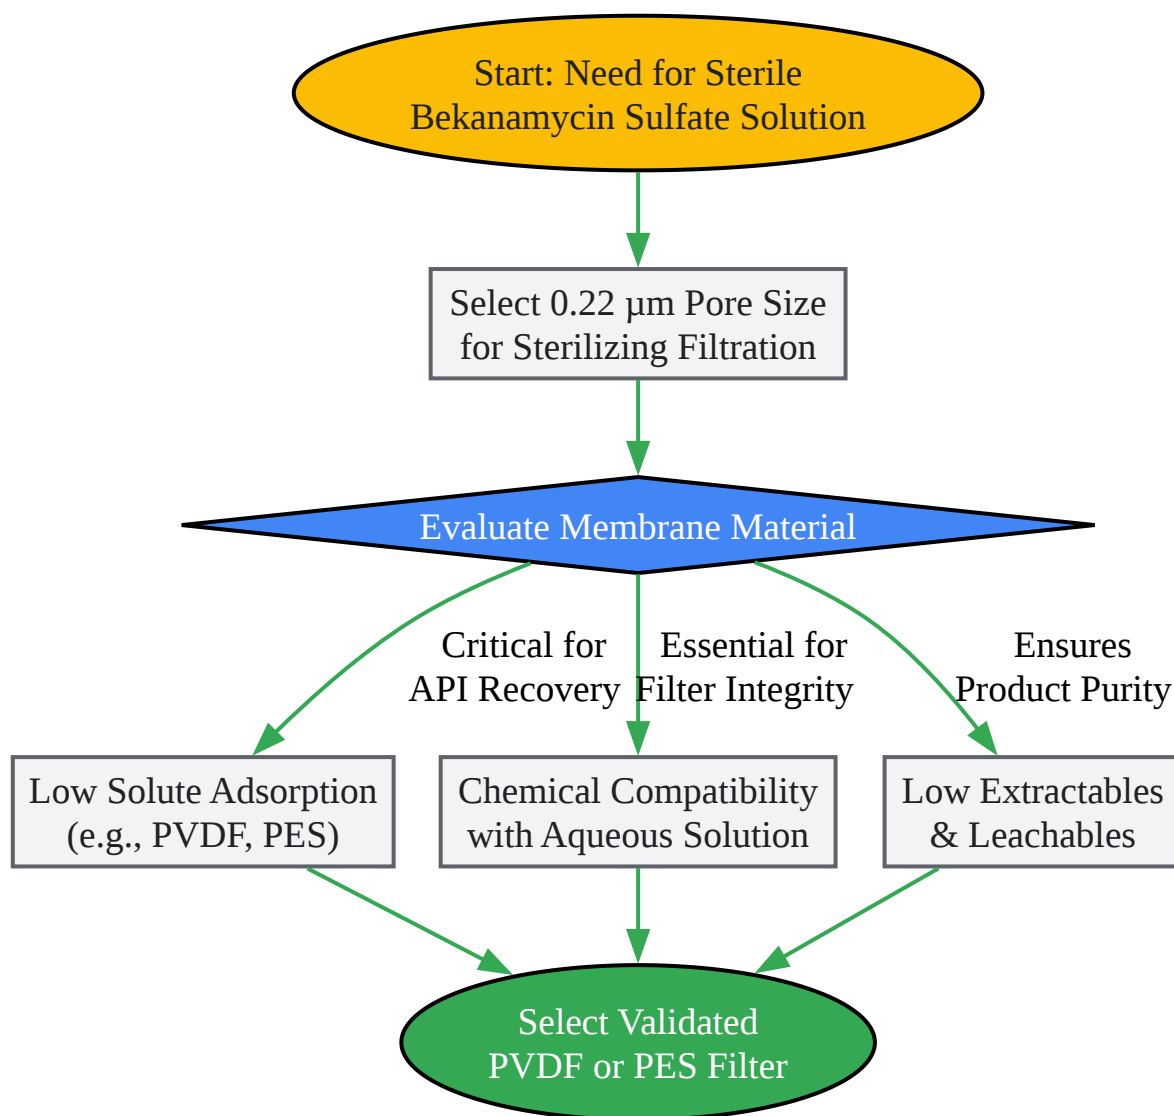 Start: Need for Sterile
Bekanamycin Sulfate Solution
Select 0.22 µm Pore Size
for Sterilizing Filtration
Evaluate Membrane Material
Critical for
API Recovery
Essential for
Filter Integrity
Ensures
Product Purity
Low Solute Adsorption
(e.g., PVDF, PES)
Chemical Compatibility
with Aqueous Solution
Low Extractables
& Leachables
Select Validated
PVDF or PES Filter